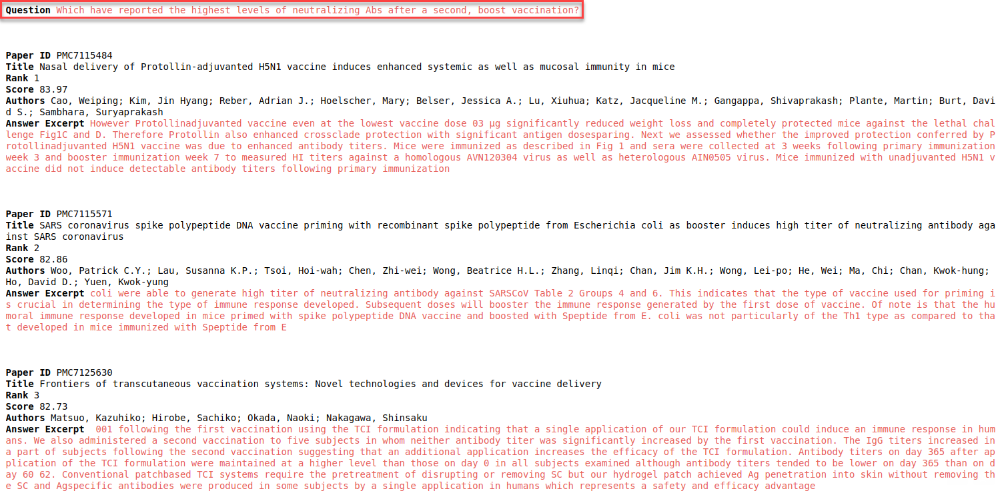 Question Which have reported the highest levels of neutralizing Abs after a second, boost vaccination?
Paper ID PMC7115484
Title Nasal delivery of Protollin-adjuvanted H5N1 vaccine induces enhanced systemic as well as mucosal immunity in mice
Rank 1
Score 83.97
Authors Cao, Weiping; Kim, Jin Hyang; Reber, Adrian J.; Hoelscher, Mary; Belser, Jessica A.; Lu, Xiuhua; Katz, Jacqueline M.; Gangappa, Shivaprakash; Plante, Martin; Burt, Davi
d S.; Sambhara, Suryaprakash
Answer Excerpt However Protollinadjuvanted vaccine even at the lowest vaccine dose 03 μg significantly reduced weight loss and completely protected mice against the lethal chal
lenge Fig1C and D. Therefore Protollin also enhanced crossclade protection with significant antigen dosesparing. Next we assessed whether the improved protection conferred by P
rotollinadjuvanted H5N1 vaccine was due to enhanced antibody titers. Mice were immunized as described in Fig 1 and sera were collected at 3 weeks following primary immunization
week 3 and booster immunization week 7 to measured HI titers against a homologous AVN120304 virus as well as heterologous AIN0505 virus. Mice immunized with unadjuvanted H5N1 v
accine did not induce detectable antibody titers following primary immunization
Paper ID PMC7115571
Title SARS coronavirus spike polypeptide DNA vaccine priming with recombinant spike polypeptide from Escherichia coli as booster induces high titer of neutralizing antibody aga
inst SARS coronavirus
Rank 2
Score 82.86
Authors Woo, Patrick C.Y.; Lau, Susanna K.P.; Tsoi, Hoi-wah; Chen, Zhi-wei; Wong, Beatrice H.L.; Zhang, Linqi; Chan, Jim K.H.; Wong, Lei-po; He, Wei; Ma, Chi; Chan, Kwok-hung;
Ho, David D.; Yuen, Kwok-yung
Answer Excerpt coli were able to generate high titer of neutralizing antibody against SARSCoV Table 2 Groups 4 and 6. This indicates that the type of vaccine used for priming i
s crucial in determining the type of immune response developed. Subsequent doses will booster the immune response generated by the first dose of vaccine. Of note is that the hu
moral immune response developed in mice primed with spike polypeptide DNA vaccine and boosted with Speptide from E. coli was not particularly of the Th1 type as compared to tha
t developed in mice immunized with Speptide from E
Paper ID PMC7125630
Title Frontiers of transcutaneous vaccination systems: Novel technologies and devices for vaccine delivery
Rank 3
Score 82.73
Authors Matsuo, Kazuhiko; Hirobe, Sachiko; Okada, Naoki; Nakagawa, Shinsaku
Answer Excerpt 001 following the first vaccination using the TCI formulation indicating that a single application of our TCI formulation could induce an immune response in hum
ans. We also administered a second vaccination to five subjects in whom neither antibody titer was significantly increased by the first vaccination. The IgG titers increased in
a part of subjects following the second vaccination suggesting that an additional application increases the efficacy of the TCI formulation. Antibody titers on day 365 after ap
plication of the TCI formulation were maintained at a higher level than those on day 0 in all subjects examined although antibody titers tended to be lower on day 365 than on d
ay 60 62. Conventional patchbased TCI systems require the pretreatment of disrupting or removing SC but our hydrogel patch achieved Ag penetration into skin without removing th
e SC and Agspecific antibodies were produced in some subjects by a single application in humans which represents a safety and efficacy advantage